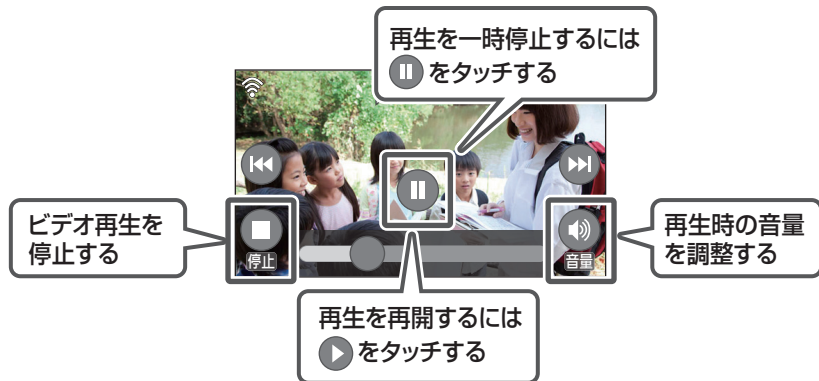 再生を一時停止するには
をタッチする
ビデオ再生を
停止する
停止
音量
再生時の音量
を調整する
再生を再開するには
をタッチする